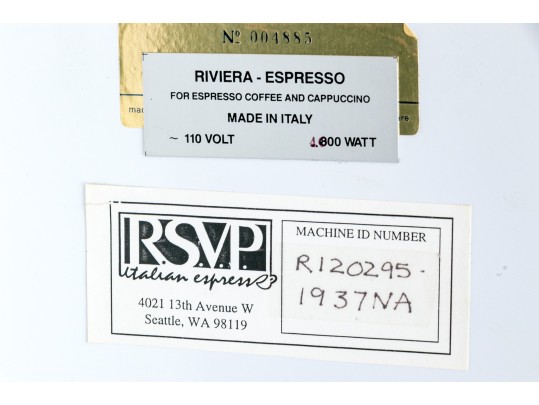 Nº 004885
RIVIERA - ESPRESSO
FOR ESPRESSO COFFEE AND CAPPUCCINO
MADE IN ITALY
~ 110 VOLT
WATT
R.S.V.P.
italian espresso
4021 13th Avenue W
Seattle, WA 98119
MACHINE ID NUMBER
R120295-
1937NA